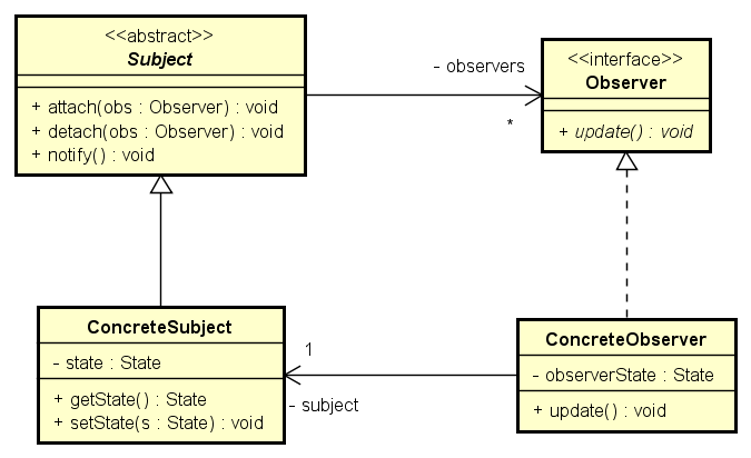 <<abstract>>
Subject
+ attach(obs : Observer) : void
+ detach(obs : Observer) : void
+ notify() : void
- observers
*
<<interface>>
Observer
+ update() : void
ConcreteSubject
- state : State
+ getState() : State
+ setState(s : State) : void
1
- subject
ConcreteObserver
- observerState : State
+ update() : void